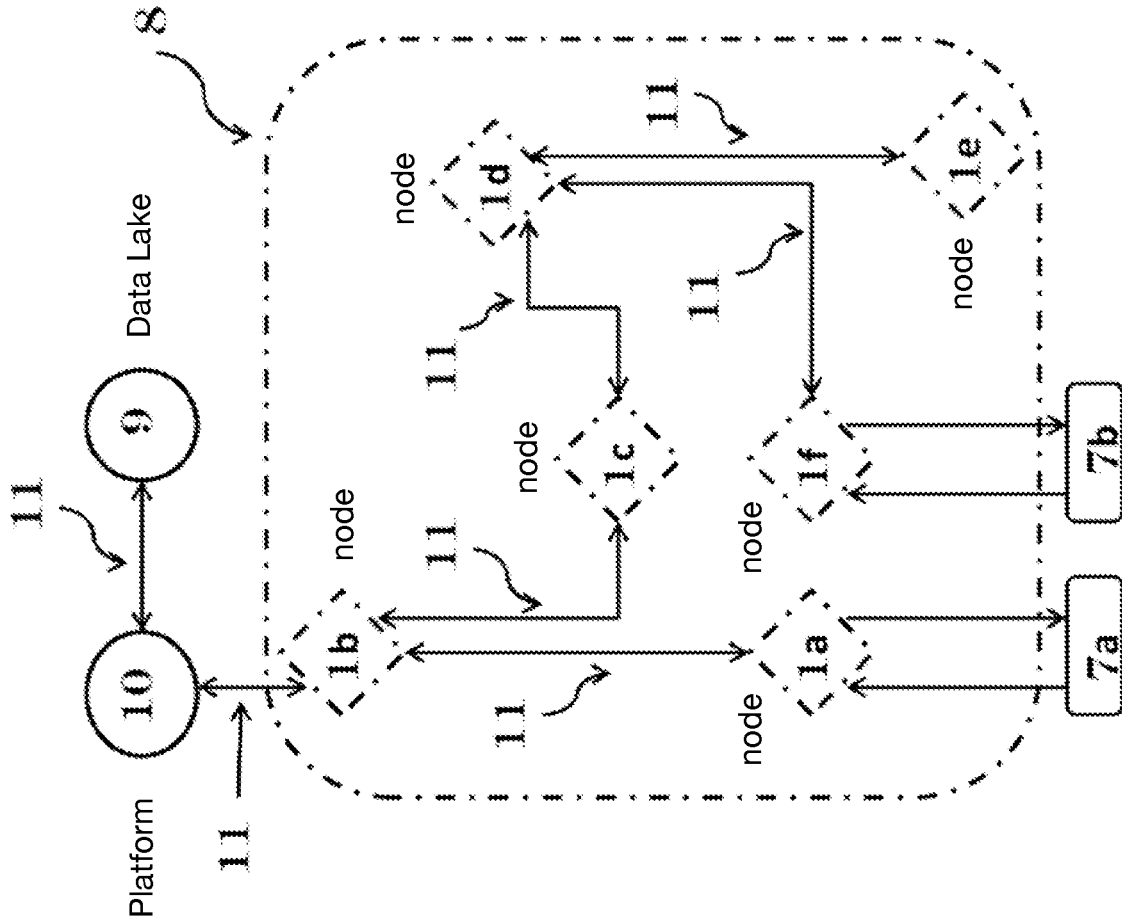 11
Platform
10
9
Data Lake
8
11
1b
node
node
11
11
1d
11
node
1c
11
11
node
node
1a
1f
node
1e
7a
7b